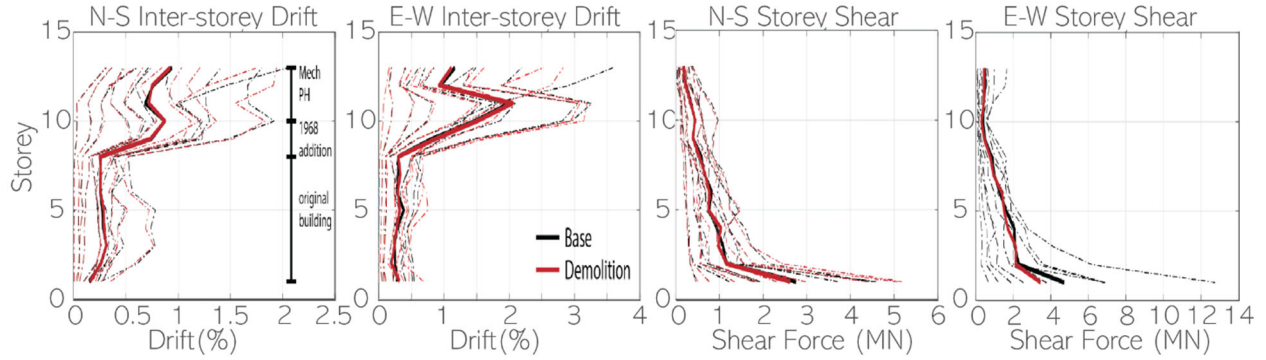 N-S Inter-storey Drift
E-W Inter-storey Drift
N-S Storey Shear
E-W Storey Shear
15
10
5
0
Storey
Mech
PH
1968
addition
original
building
0 0.5 1 1.5 2 2.5
Drift(%)
15
10
5
0
Base
Demolition
0 1 2 3 4
Drift(%)
15
10
5
0
0 1 2 3 4 5 6
Shear Force (MN)
15
10
5
0
0 2 4 6 8 10 12 14
Shear Force (MN)